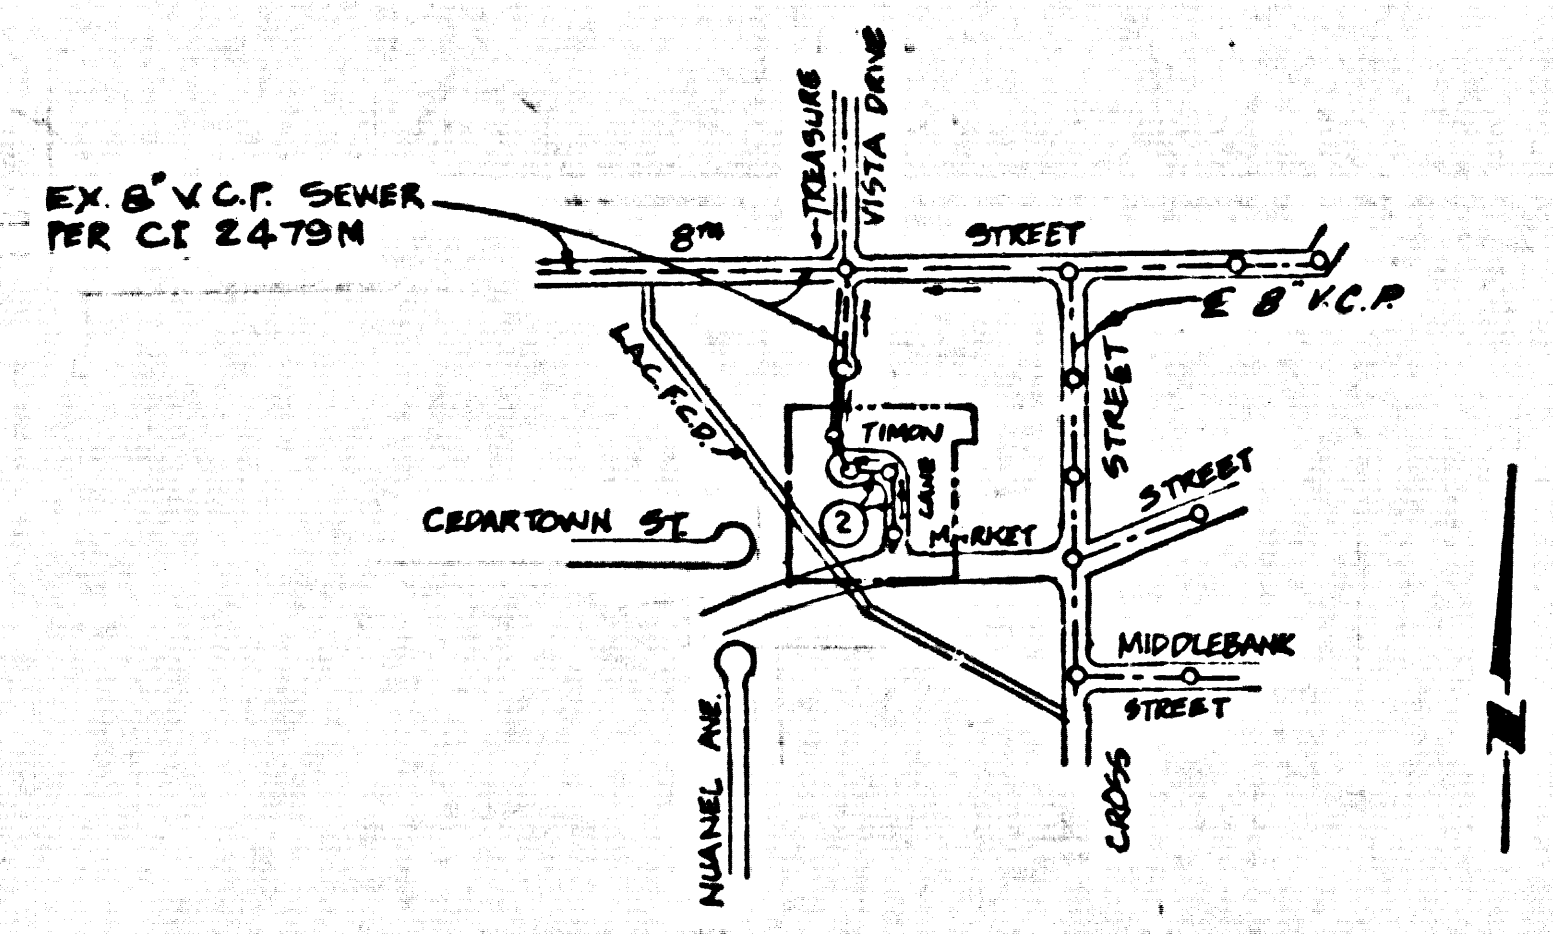 TREASURE
VISTA DRIVE
EX. 8" V.C.P. SEWER
PER CI 2479M
8TH
STREET
8" V.C.P.
L.A.C.F.C.D.
STREET
TIMON
LANE
STREET
CEDARTOWN ST.
2
MARKET
MIDDLEBANK
STREET
NUANEL AVE.
CROSS
N